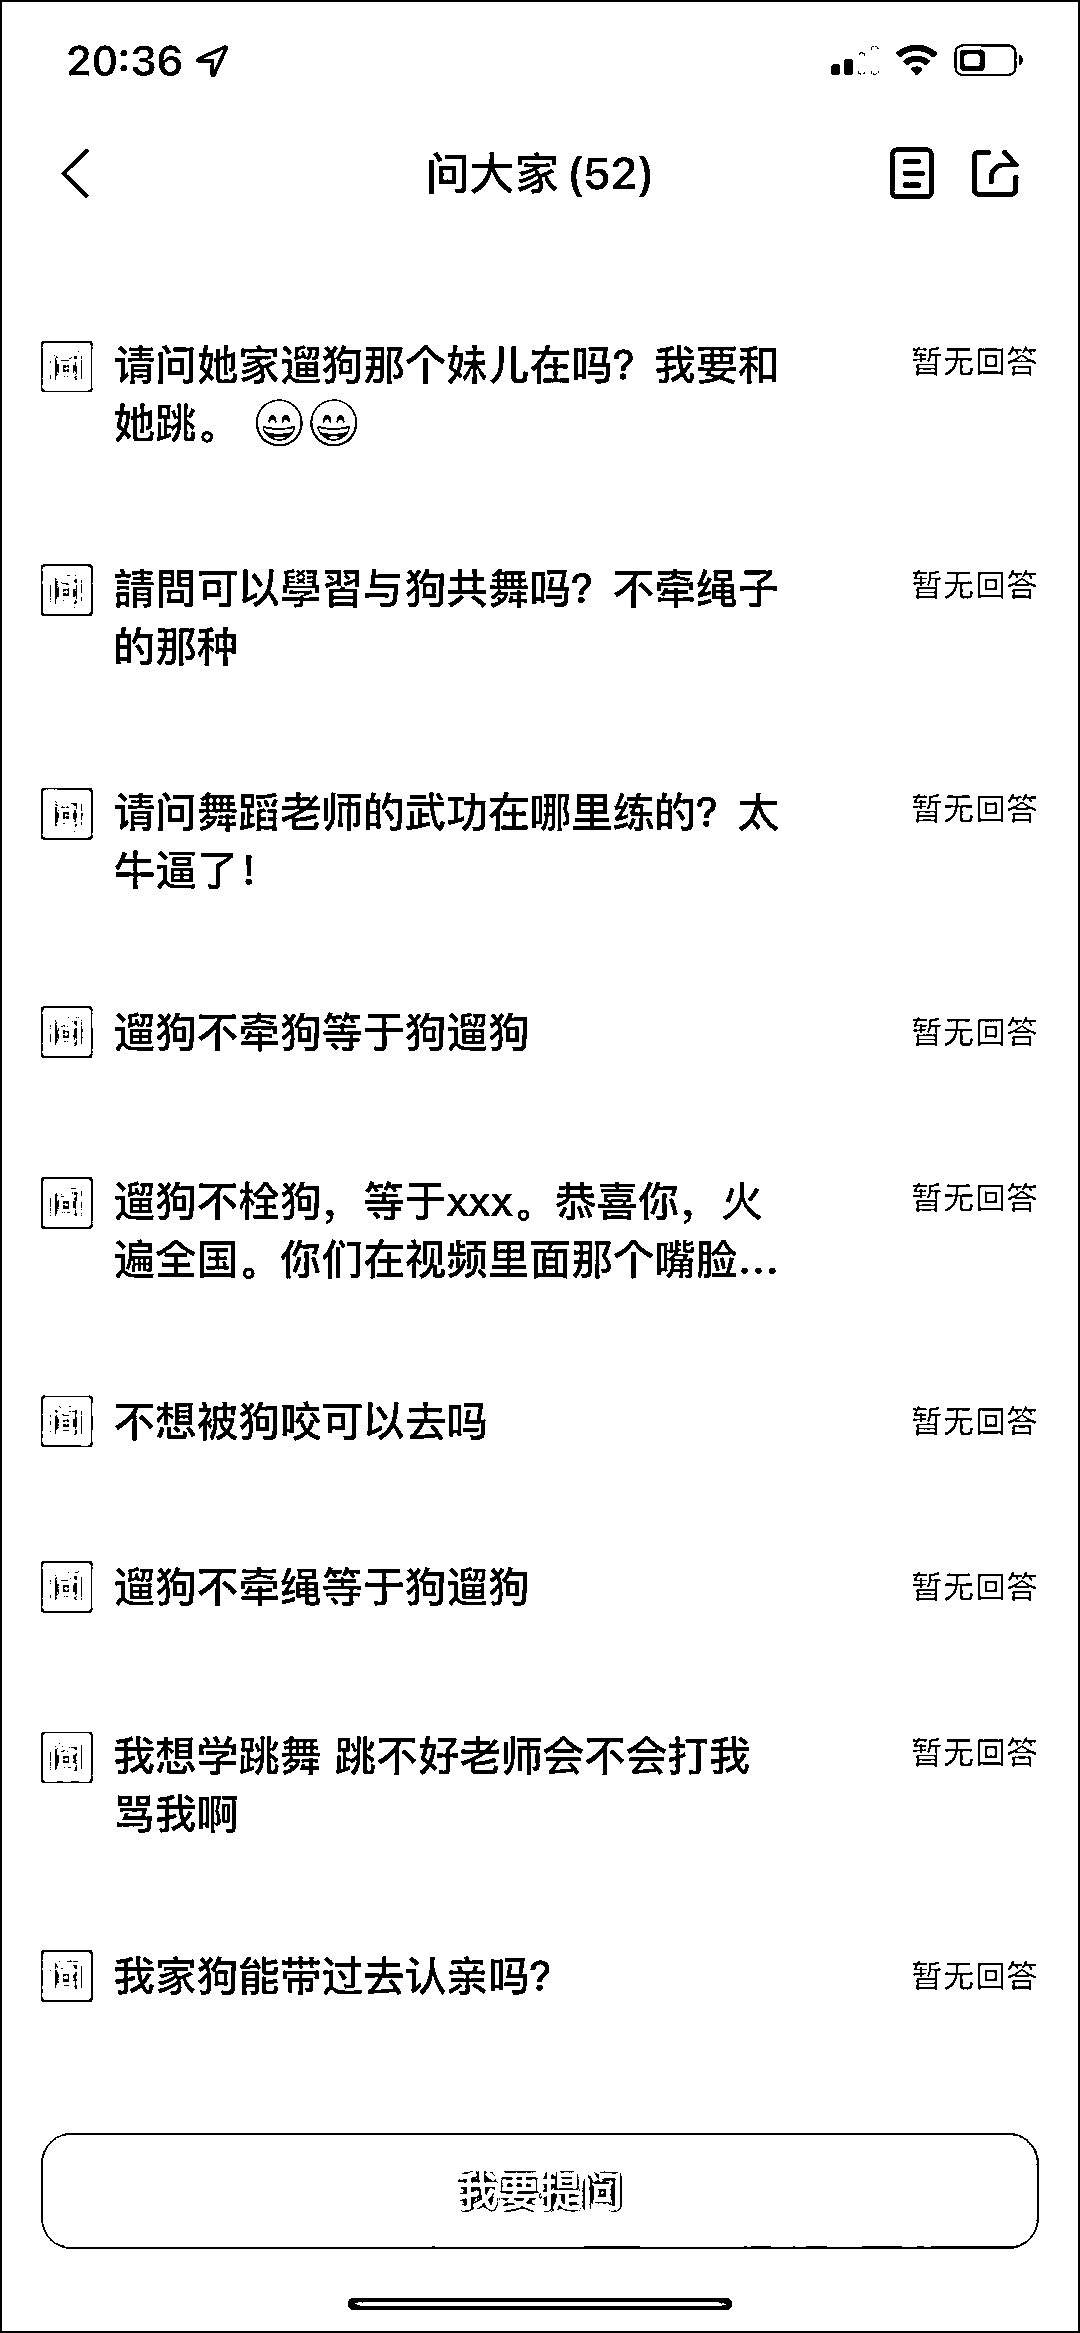 20:36
问大家 (52)
问 请问她家遛狗那个妹儿在吗？我要和 暂无回答
她跳。😄😄
问 請問可以學習与狗共舞吗？不牵绳子 暂无回答
的那种
问 请问舞蹈老师的武功在哪里练的？太 暂无回答
牛逼了！
问 遛狗不牵狗等于狗遛狗 暂无回答
问 遛狗不栓狗，等于xxx。恭喜你，火 暂无回答
遍全国。你们在视频里面那个嘴脸...
问 不想被狗咬可以去吗 暂无回答
问 遛狗不牵绳等于狗遛狗 暂无回答
问 我想学跳舞 跳不好老师会不会打我 暂无回答
骂我啊
问 我家狗能带过去认亲吗？ 暂无回答
我要提问